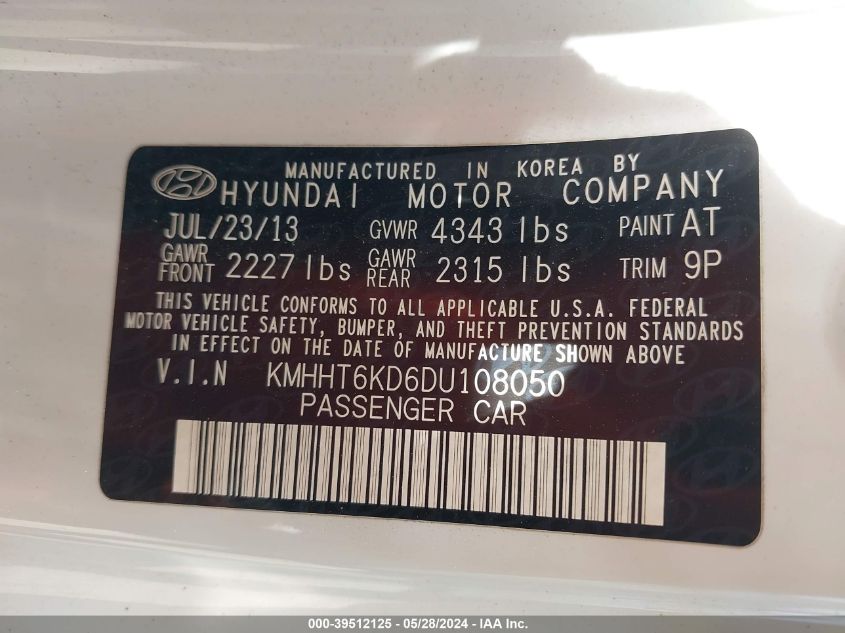 MANUFACTURED IN KOREA BY
HYUNDAI MOTOR COMPANY
JUL/23/13 GVWR 4343 lbs PAINT AT
GAWR FRONT 2227 lbs GAWR REAR 2315 lbs TRIM 9P
THIS VEHICLE CONFORMS TO ALL APPLICABLE U.S.A. FEDERAL
MOTOR VEHICLE SAFETY, BUMPER, AND THEFT PREVENTION STANDARDS
IN EFFECT ON THE DATE OF MANUFACTURE SHOWN ABOVE
V.I.N KMHHT6KD6DU108050
PASSENGER CAR
000-39512125 - 05/28/2024 - IAA, LLC.